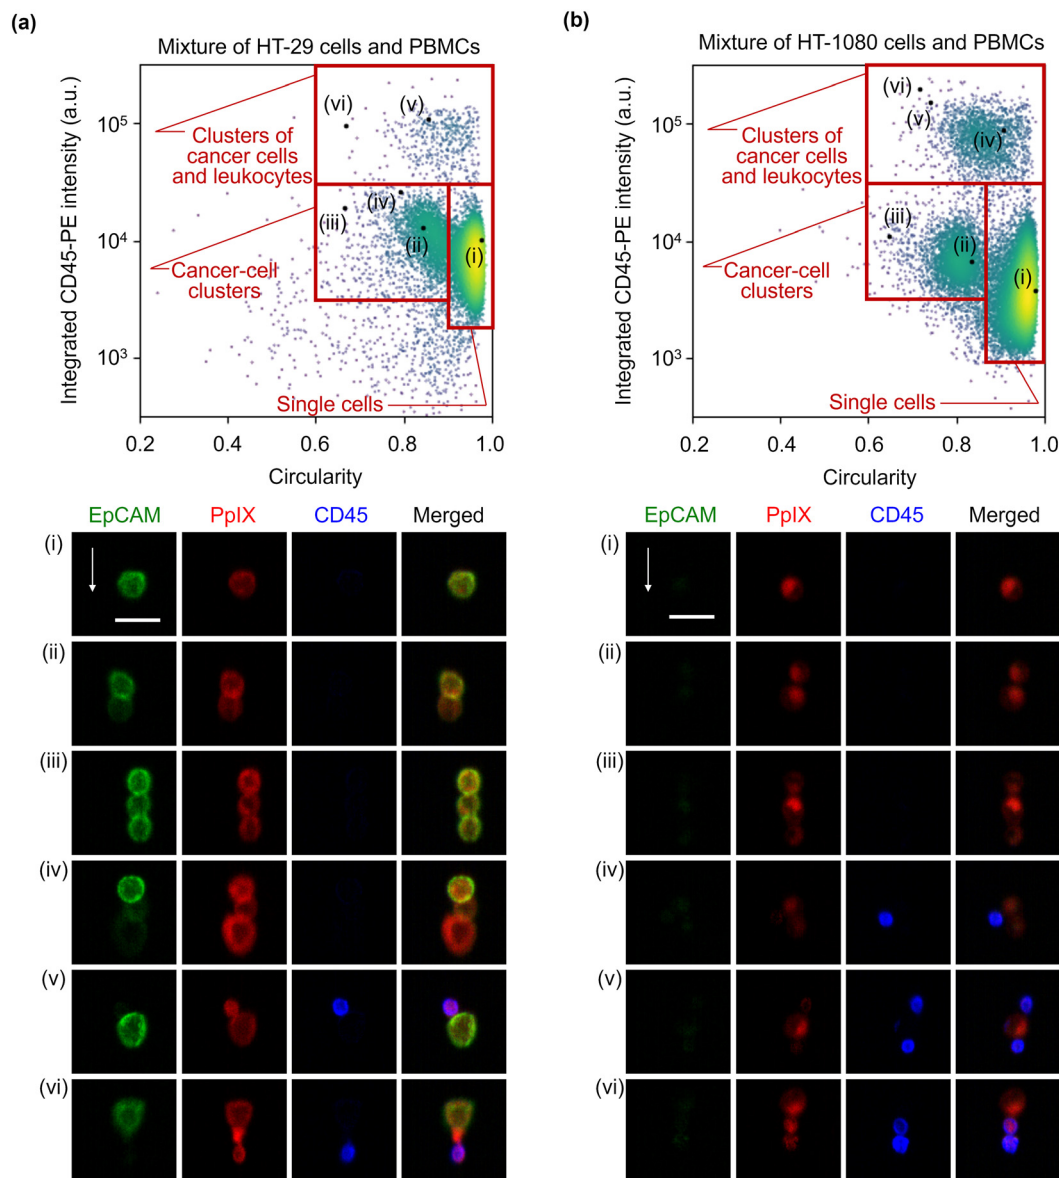 (a)
Mixture of HT-29 cells and PBMCs
Integrated CD45-PE intensity (a.u.)
10⁵
10⁴
10³
(vi)
(v)
Clusters of
cancer cells
and leukocytes
(iii)
(iv)
(ii)
(i)
Cancer-cell
clusters
Single cells
0.2
0.4
0.6
0.8
1.0
Circularity
EpCAM
PpIX
CD45
Merged
(i)
(ii)
(iii)
(iv)
(v)
(vi)
(b)
Mixture of HT-1080 cells and PBMCs
Integrated CD45-PE intensity (a.u.)
10⁵
10⁴
10³
(vi)
(v)
(iv)
Clusters of
cancer cells
and leukocytes
(iii)
(ii)
(i)
Cancer-cell
clusters
Single cells
0.2
0.4
0.6
0.8
1.0
Circularity
EpCAM
PpIX
CD45
Merged
(i)
(ii)
(iii)
(iv)
(v)
(vi)